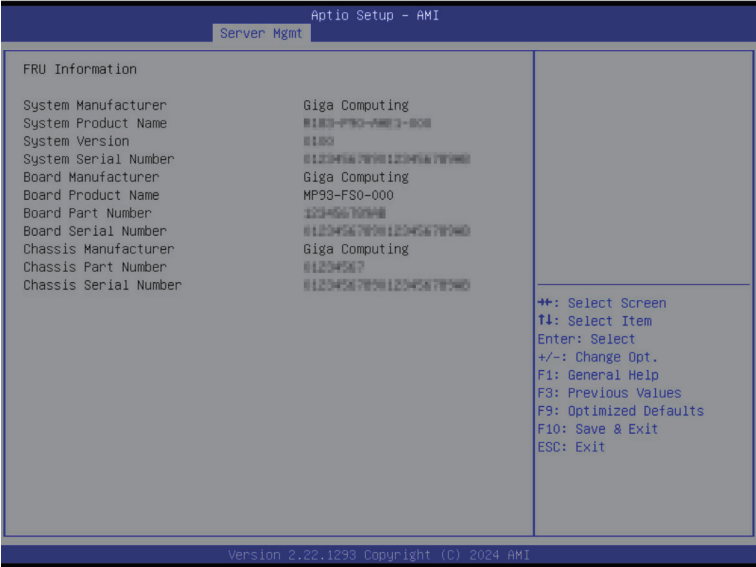 Aptio Setup – AMI
Server Mgmt
FRU Information
System Manufacturer Giga Computing
System Product Name
System Version
System Serial Number
Board Manufacturer Giga Computing
Board Product Name MP93-FS0-000
Board Part Number
Board Serial Number
Chassis Manufacturer Giga Computing
Chassis Part Number
Chassis Serial Number
→←: Select Screen
↑↓: Select Item
Enter: Select
+/-: Change Opt.
F1: General Help
F3: Previous Values
F9: Optimized Defaults
F10: Save & Exit
ESC: Exit
Version 2.22.1293 Copyright (C) 2024 AMI